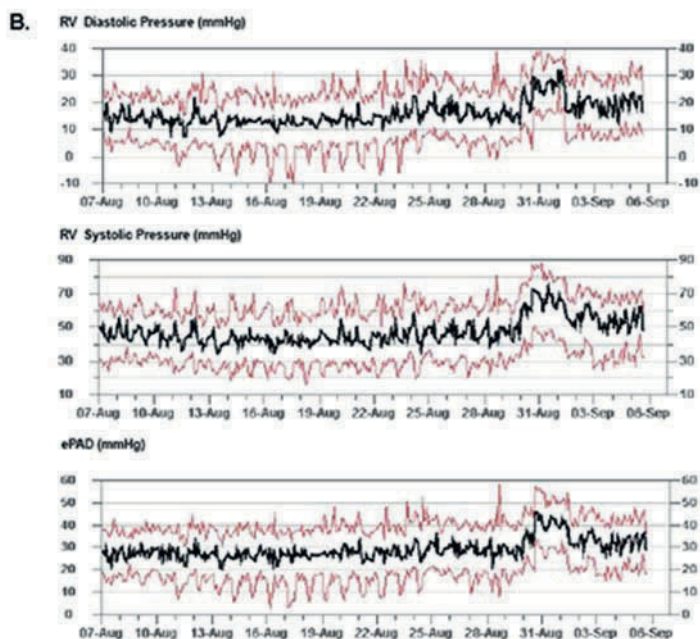 B.
RV Diastolic Pressure (mmHg)
40 40
30 30
20 20
10 10
0 0
-10 -10
07-Aug 10-Aug 13-Aug 16-Aug 19-Aug 22-Aug 25-Aug 28-Aug 31-Aug 03-Sep 06-Sep
RV Systolic Pressure (mmHg)
90 90
70 70
50 50
30 30
10 10
07-Aug 10-Aug 13-Aug 16-Aug 19-Aug 22-Aug 25-Aug 28-Aug 31-Aug 03-Sep 06-Sep
ePAD (mmHg)
60 60
50 50
40 40
30 30
20 20
10 10
0 0
07-Aug 10-Aug 13-Aug 16-Aug 19-Aug 22-Aug 25-Aug 28-Aug 31-Aug 03-Sep 06-Sep